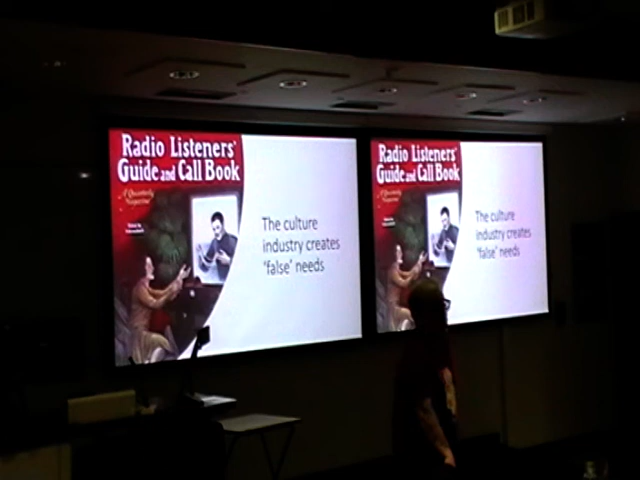 Radio Listeners'
Guide and Call Book
A Quarterly
Magazine
The culture
industry creates
'false' needs
Radio Listeners'
Guide and Call Book
The culture
industry creates
'false' needs